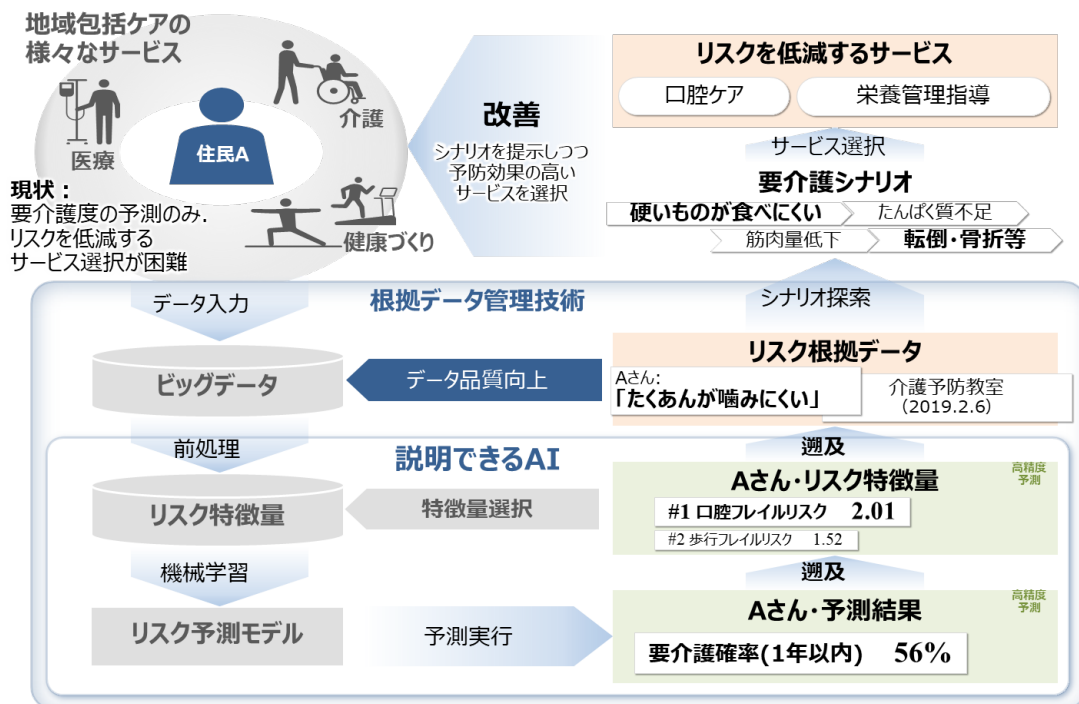 地域包括ケアの
様々なサービス
医療
住民A
介護
健康づくり
現状：
要介護度の予測のみ.
リスクを低減する
サービス選択が困難
改善
シナリオを提示しつつ
予防効果の高い
サービスを選択
リスクを低減するサービス
口腔ケア
栄養管理指導
サービス選択
要介護シナリオ
硬いものが食べにくい
たんぱく質不足
筋肉量低下
転倒・骨折等
シナリオ探索
データ入力
根拠データ管理技術
ビッグデータ
データ品質向上
リスク根拠データ
Aさん:
「たくあんが噛みにくい」
介護予防教室
(2019.2.6)
前処理
説明できるAI
遡及
リスク特徴量
特徴量選択
Aさん・リスク特徴量
高精度
予測
#1 口腔フレイルリスク 2.01
#2 歩行フレイルリスク 1.52
機械学習
遡及
リスク予測モデル
予測実行
Aさん・予測結果
高精度
予測
要介護確率(1年以内) 56%